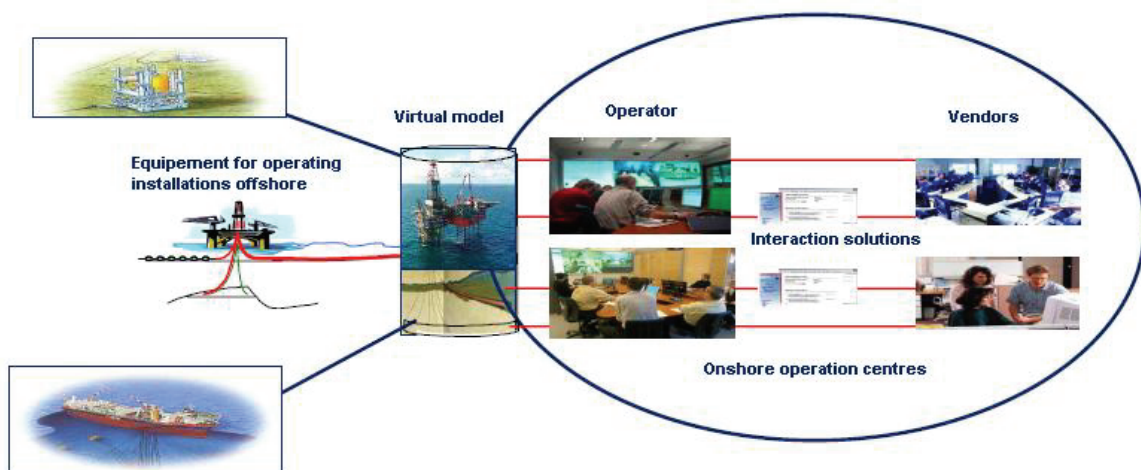 Virtual model
Operator
Vendors
Equipement for operating
installations offshore
Interaction solutions
Onshore operation centres